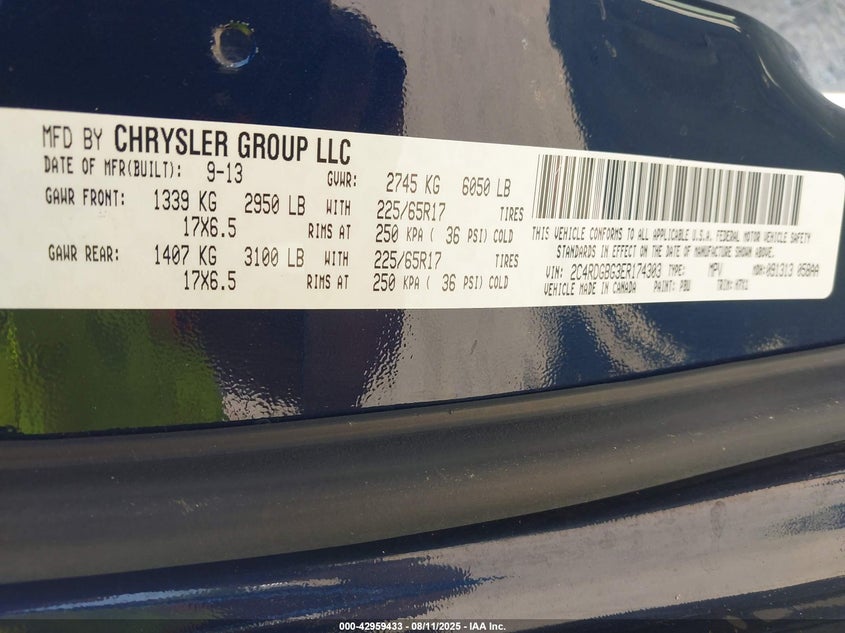 MFD BY CHRYSLER GROUP LLC
DATE OF MFR(BUILT): 9-13 GVWR: 2745 KG 6050 LB
GAWR FRONT: 1339 KG 2950 LB WITH 225/65R17 TIRES
17X6.5 RIMS AT 250 KPA ( 36 PSI) COLD
GAWR REAR: 1407 KG 3100 LB WITH 225/65R17 TIRES
17X6.5 RIMS AT 250 KPA ( 36 PSI) COLD
THIS VEHICLE CONFORMS TO ALL APPLICABLE U.S.A. FEDERAL MOTOR VEHICLE SAFETY
STANDARDS IN EFFECT ON THE DATE OF MANUFACTURE SHOWN ABOVE.
VIN: 2C4RDGBG3ER174303 TYPE: MPV MDH: 091313 058AA
VEHICLE MADE IN CANADA PAINT: PBU TRIM:
000-42959433 - 08/11/2025 - IAA Inc.